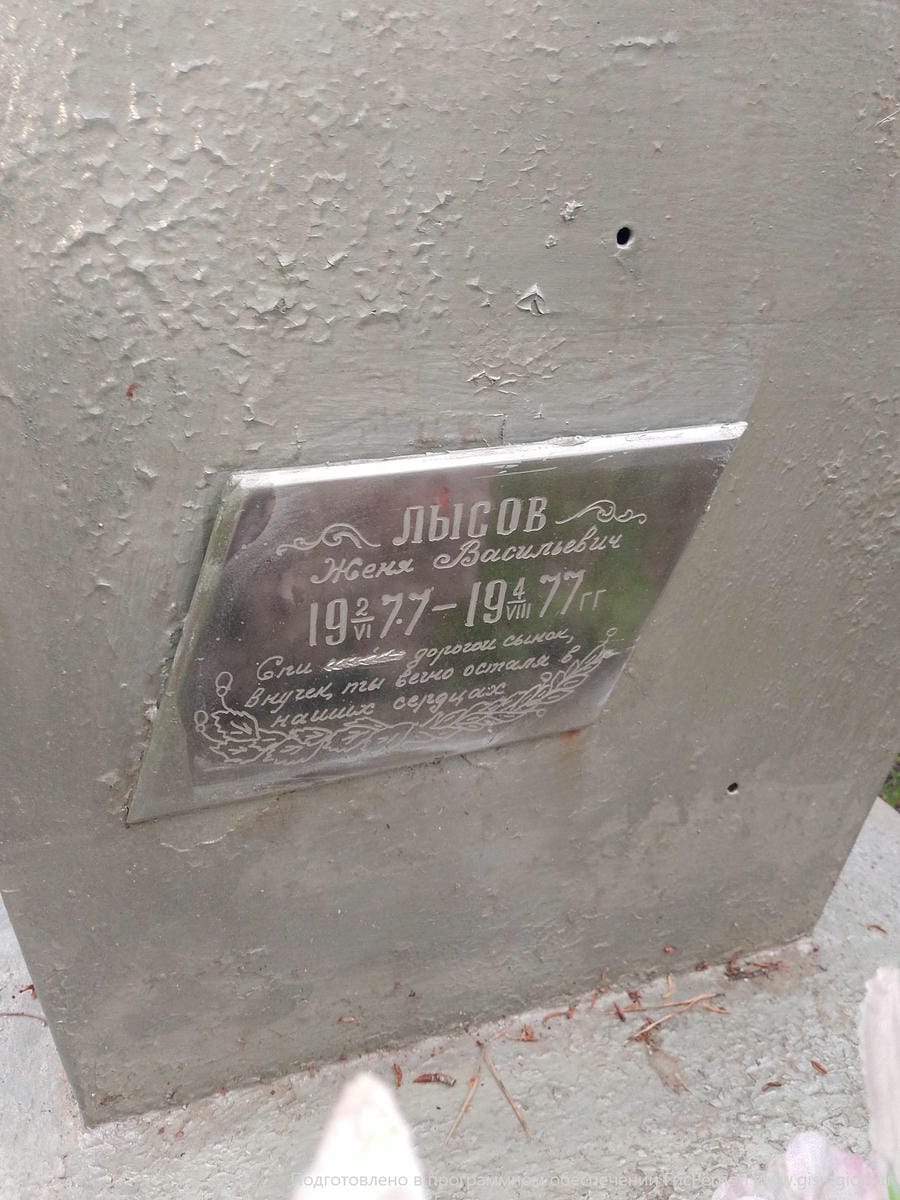 ЛЫСОВ
Женя Васильевич
19 2/VI 77 – 19 4/VIII 77 гг
Спи дорогой сынок,
внучек, ты вечно осталя в
наших сердцах
Подготовлено в программном обеспечении